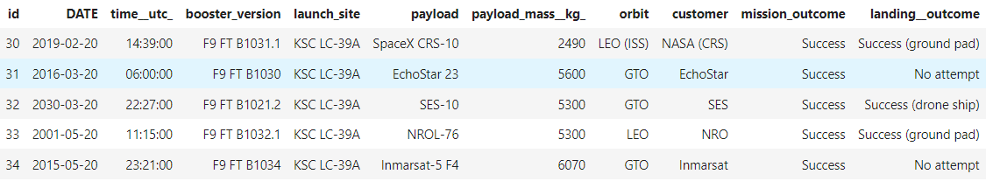 id DATE time__utc_ booster_version launch_site payload payload_mass__kg_ orbit customer mission_outcome landing__outcome
30 2019-02-20 14:39:00 F9 FT B1031.1 KSC LC-39A SpaceX CRS-10 2490 LEO (ISS) NASA (CRS) Success Success (ground pad)
31 2016-03-20 06:00:00 F9 FT B1030 KSC LC-39A EchoStar 23 5600 GTO EchoStar Success No attempt
32 2030-03-20 22:27:00 F9 FT B1021.2 KSC LC-39A SES-10 5300 GTO SES Success Success (drone ship)
33 2001-05-20 11:15:00 F9 FT B1032.1 KSC LC-39A NROL-76 5300 LEO NRO Success Success (ground pad)
34 2015-05-20 23:21:00 F9 FT B1034 KSC LC-39A Inmarsat-5 F4 6070 GTO Inmarsat Success No attempt